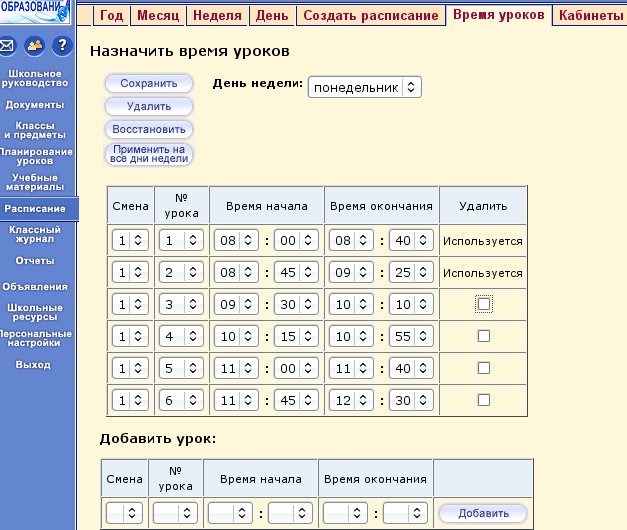 ОБРАЗОВАНИ
Год Месяц Неделя День Создать расписание Время уроков Кабинеты
?
Школьное
руководство
Документы
Классы
и предметы
Планирование
уроков
Учебные
материалы
Расписание
Классный
журнал
Отчеты
Объявления
Школьные
ресурсы
Персональные
настройки
Выход
Назначить время уроков
Сохранить
Удалить
Восстановить
Применить на
все дни недели
День недели: понедельник
Смена № урока Время начала Время окончания Удалить
1 1 08 : 00 08 : 40 Используется
1 2 08 : 45 09 : 25 Используется
1 3 09 : 30 10 : 10
1 4 10 : 15 10 : 55
1 5 11 : 00 11 : 40
1 6 11 : 45 12 : 30
Добавить урок:
Смена № урока Время начала Время окончания
: : Добавить